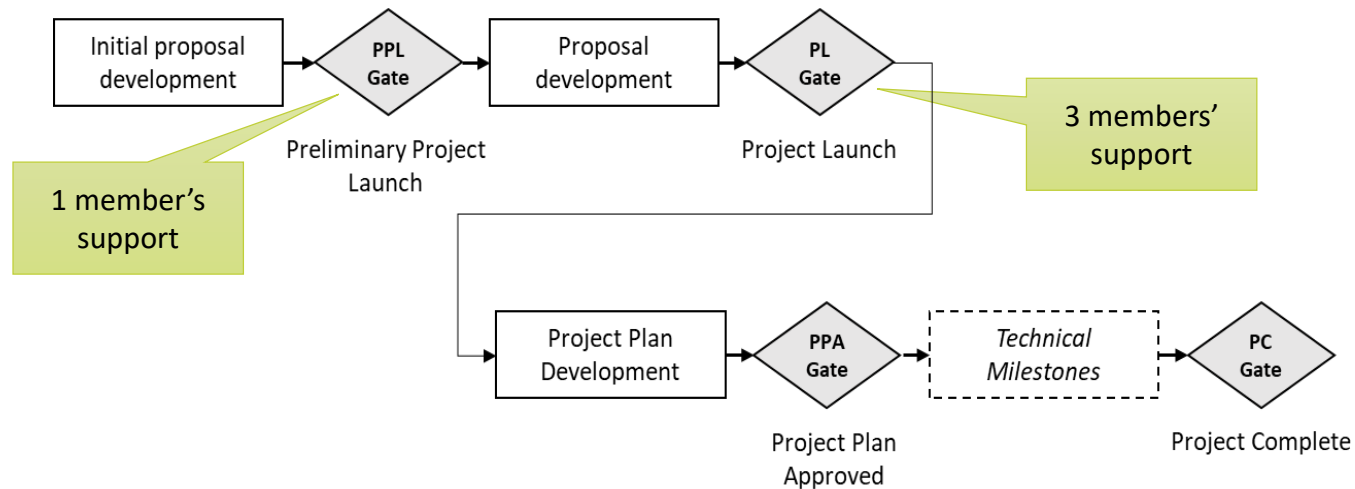 Initial proposal
development
PPL
Gate
Proposal
development
PL
Gate
Preliminary Project
Launch
Project Launch
1 member’s
support
3 members’
support
Project Plan
Development
PPA
Gate
Technical
Milestones
PC
Gate
Project Plan
Approved
Project Complete